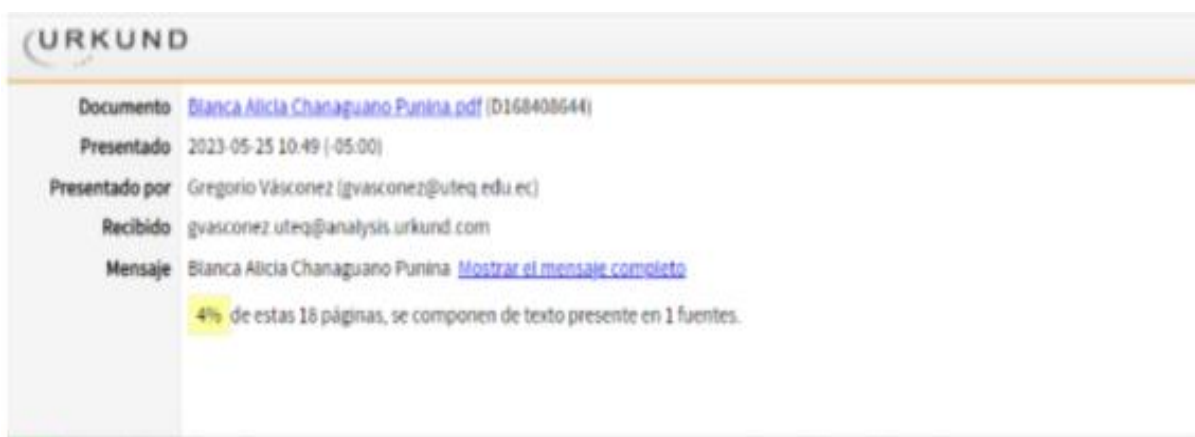 URKUND
Documento Blanca Alicia Chanaguano Punina.pdf (D168408644)
Presentado 2023-05-25 10:49 (-05:00)
Presentado por Gregorio Vásconez (gvasconez@uteq.edu.ec)
Recibido gvasconez.uteq@analysis.urkund.com
Mensaje Blanca Alicia Chanaguano Punina Mostrar el mensaje completo
4% de estas 18 páginas, se componen de texto presente en 1 fuentes.